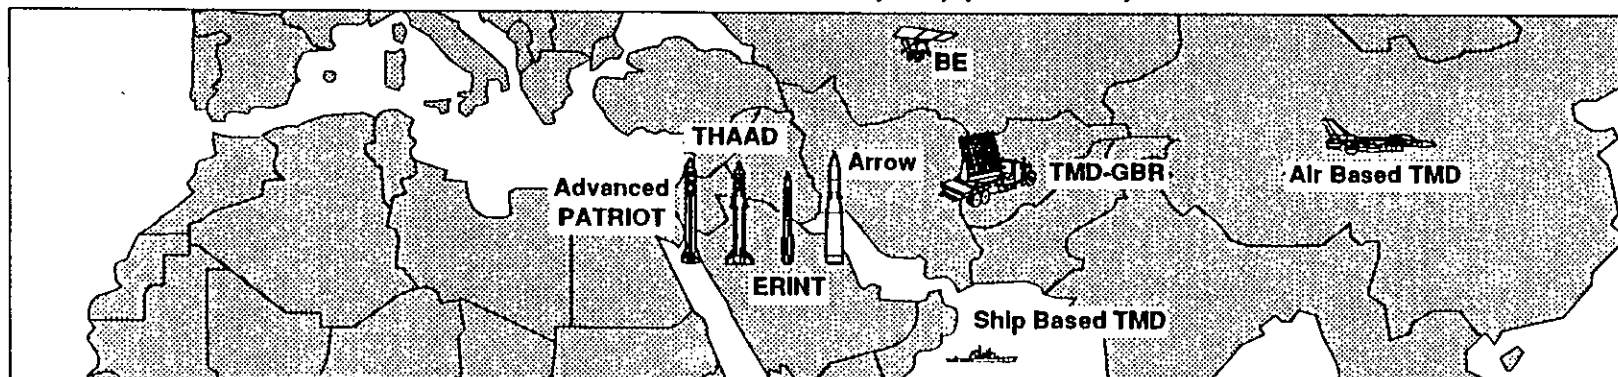 BE
THAAD
Arrow
Advanced
PATRIOT
TMD-GBR
Air Based TMD
ERINT
Ship Based TMD